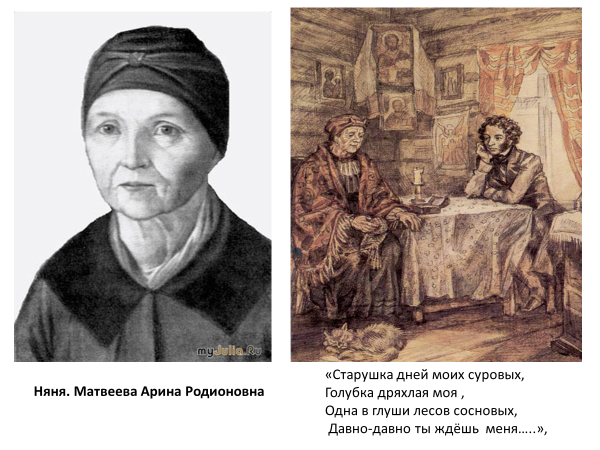 myJulia.Ru
Няня. Матвеева Арина Родионовна
«Старушка дней моих суровых,
Голубка дряхлая моя ,
Одна в глуши лесов сосновых,
Давно-давно ты ждёшь меня…..»,